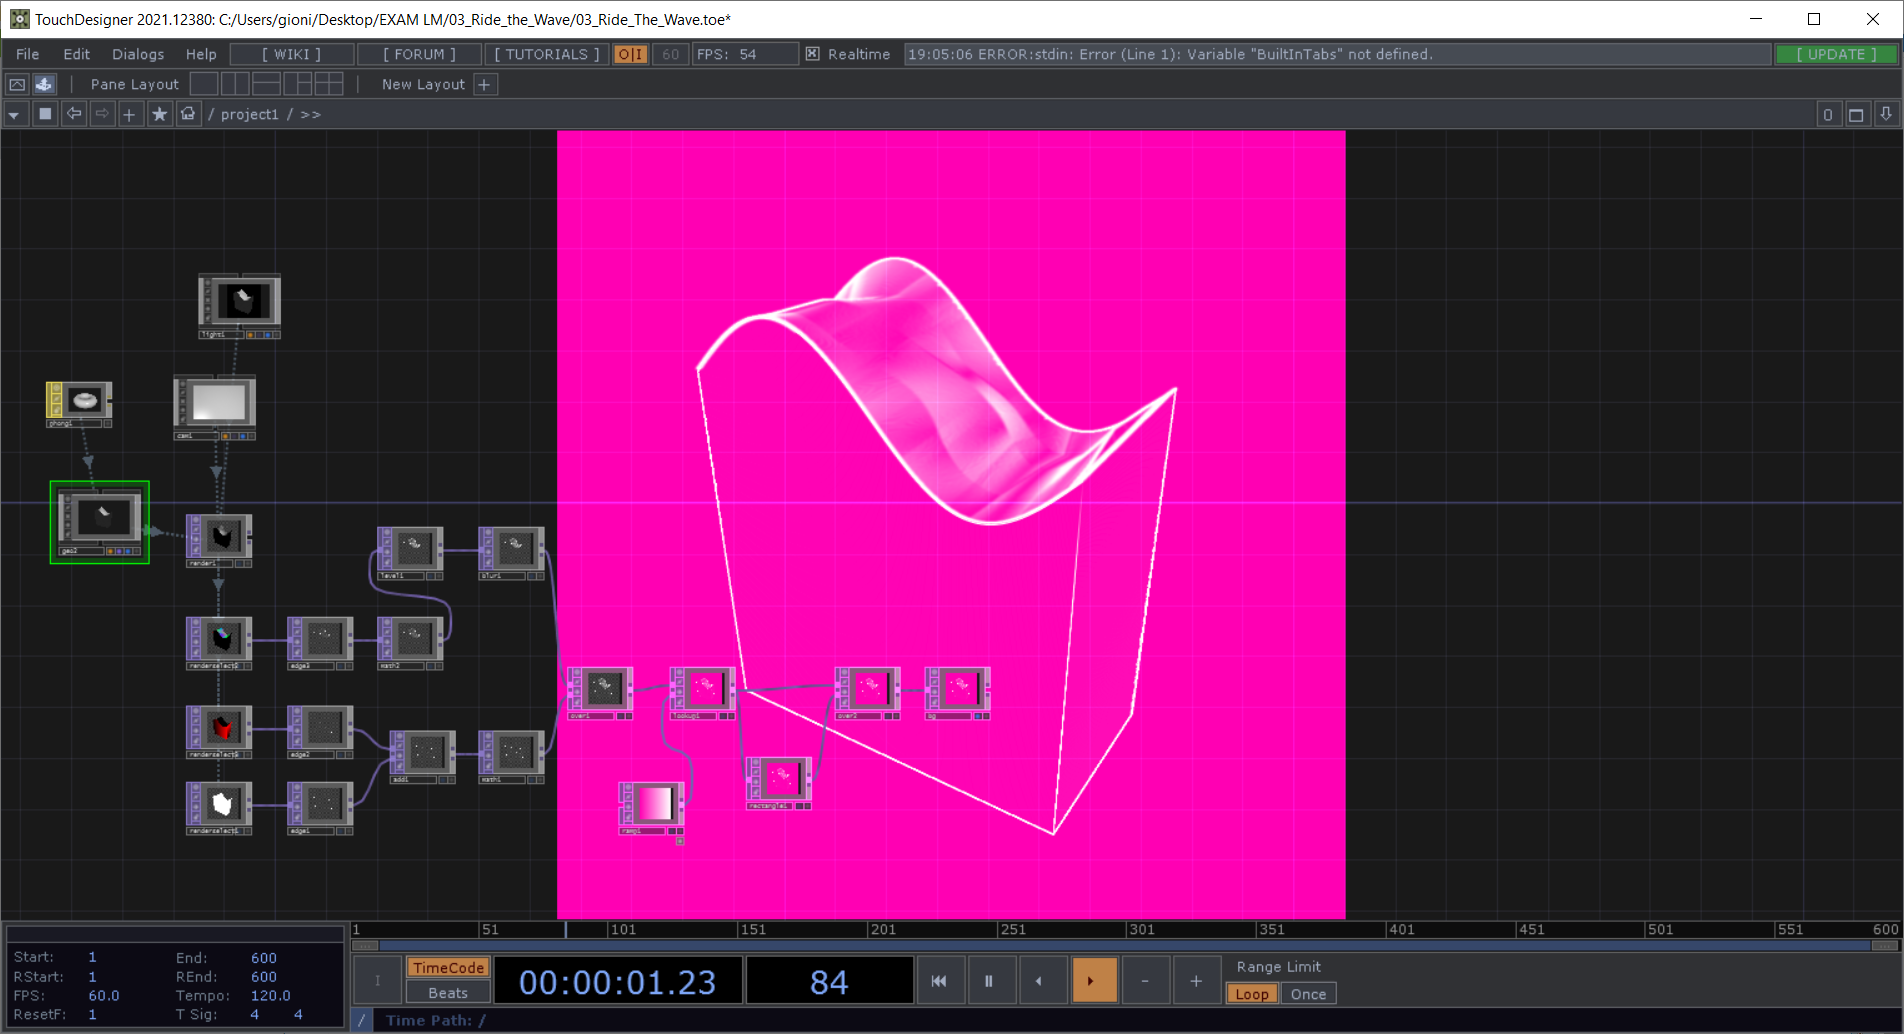 TouchDesigner 2021.12380: C:/Users/gioni/Desktop/EXAM LM/03_Ride_the_Wave/03_Ride_The_Wave.toe*
File Edit Dialogs Help [ WIKI ] [ FORUM ] [ TUTORIALS ] O|I 60 FPS: 54 Realtime 19:05:06 ERROR:stdin: Error (Line 1): Variable "BuiltInTabs" not defined. [ UPDATE ]
Pane Layout New Layout +
/ project1 / >> 0
light1
phong1
cam1
geo2
render1
level1 blur1
renderselect2 edge3 math2
over1 lookup1 over2 bg
renderselect3 edge2
add1 math1
rectangle1
renderselect1 edge1 ramp1
1 51 101 151 201 251 301 351 401 451 501 551 600
Start: 1 End: 600
RStart: 1 REnd: 600
FPS: 60.0 Tempo: 120.0
ResetF: 1 T Sig: 4 4
I TimeCode Beats 00:00:01.23 84 - + Range Limit
Loop Once
/ Time Path: /